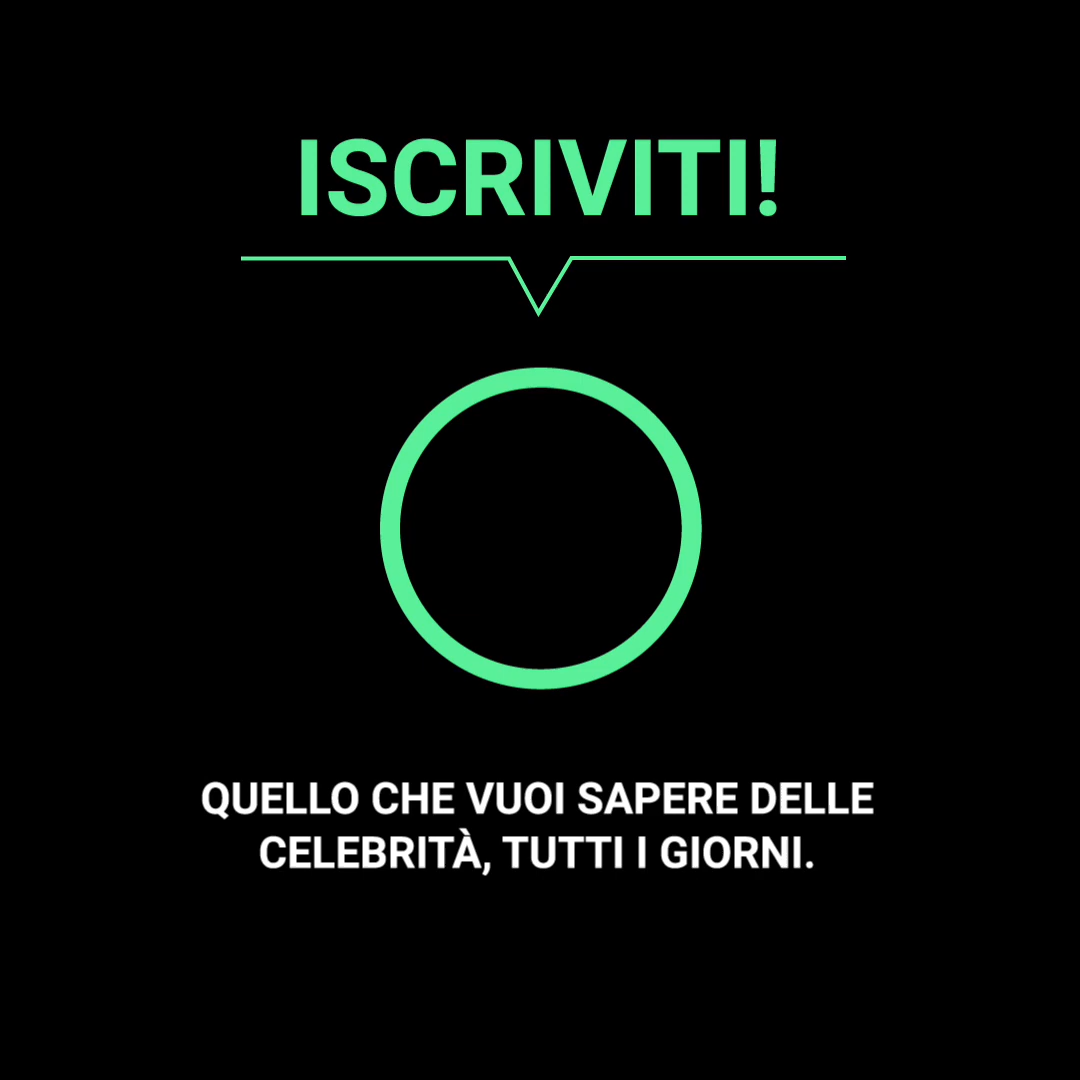 ISCRIVITI!
QUELLO CHE VUOI SAPERE DELLE
CELEBRITÀ, TUTTI I GIORNI.